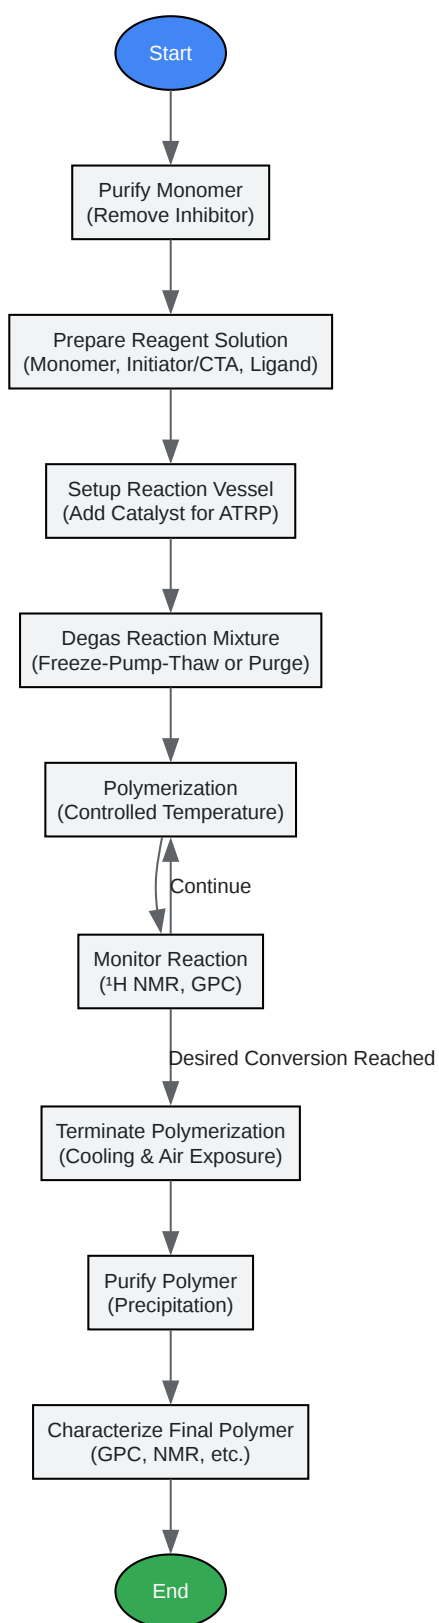 Start
Purify Monomer
(Remove Inhibitor)
Prepare Reagent Solution
(Monomer, Initiator/CTA, Ligand)
Setup Reaction Vessel
(Add Catalyst for ATRP)
Degas Reaction Mixture
(Freeze-Pump-Thaw or Purge)
Polymerization
(Controlled Temperature)
Continue
Monitor Reaction
(¹H NMR, GPC)
Desired Conversion Reached
Terminate Polymerization
(Cooling & Air Exposure)
Purify Polymer
(Precipitation)
Characterize Final Polymer
(GPC, NMR, etc.)
End